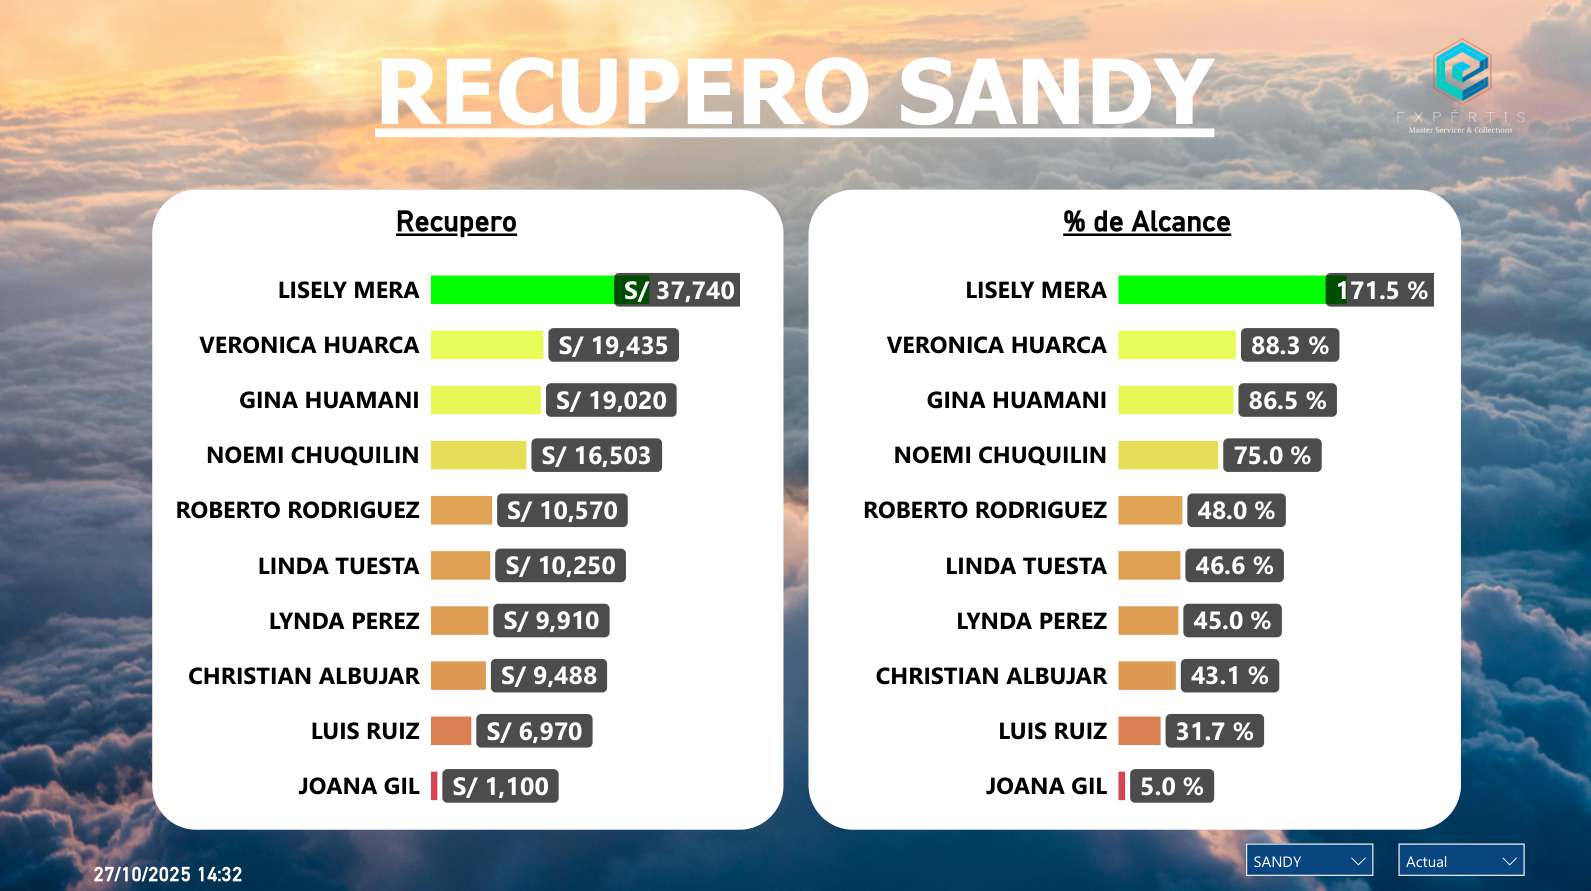 RECUPERO SANDY
EXPERTIS
Master Servicer & Collections
Recupero
LISELY MERA S/ 37,740
VERONICA HUARCA S/ 19,435
GINA HUAMANI S/ 19,020
NOEMI CHUQUILIN S/ 16,503
ROBERTO RODRIGUEZ S/ 10,570
LINDA TUESTA S/ 10,250
LYNDA PEREZ S/ 9,910
CHRISTIAN ALBUJAR S/ 9,488
LUIS RUIZ S/ 6,970
JOANA GIL S/ 1,100
% de Alcance
LISELY MERA 171.5 %
VERONICA HUARCA 88.3 %
GINA HUAMANI 86.5 %
NOEMI CHUQUILIN 75.0 %
ROBERTO RODRIGUEZ 48.0 %
LINDA TUESTA 46.6 %
LYNDA PEREZ 45.0 %
CHRISTIAN ALBUJAR 43.1 %
LUIS RUIZ 31.7 %
JOANA GIL 5.0 %
27/10/2025 14:32
SANDY
Actual